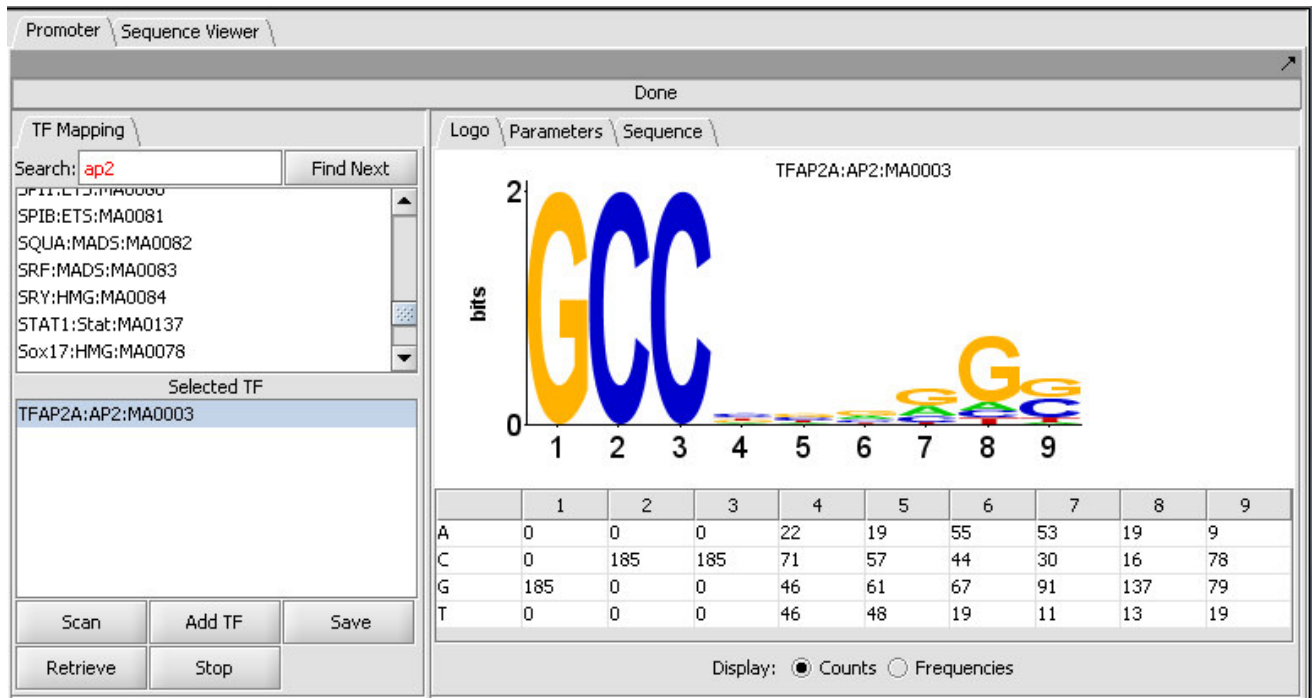 Promoter Sequence Viewer
Done
TF Mapping
Search: ap2 Find Next
SPIB:ETS:MA0081
SQUA:MADS:MA0082
SRF:MADS:MA0083
SRY:HMG:MA0084
STAT1:Stat:MA0137
Sox17:HMG:MA0078
Selected TF
TFAP2A:AP2:MA0003
Scan Add TF Save
Retrieve Stop
Logo Parameters Sequence
TFAP2A:AP2:MA0003
2
bits
GCC
G
G G
A A C
0
1 2 3 4 5 6 7 8 9
1 2 3 4 5 6 7 8 9
A 0 0 0 22 19 55 53 19 9
C 0 185 185 71 57 44 30 16 78
G 185 0 0 46 61 67 91 137 79
T 0 0 0 46 48 19 11 13 19
Display: Counts Frequencies